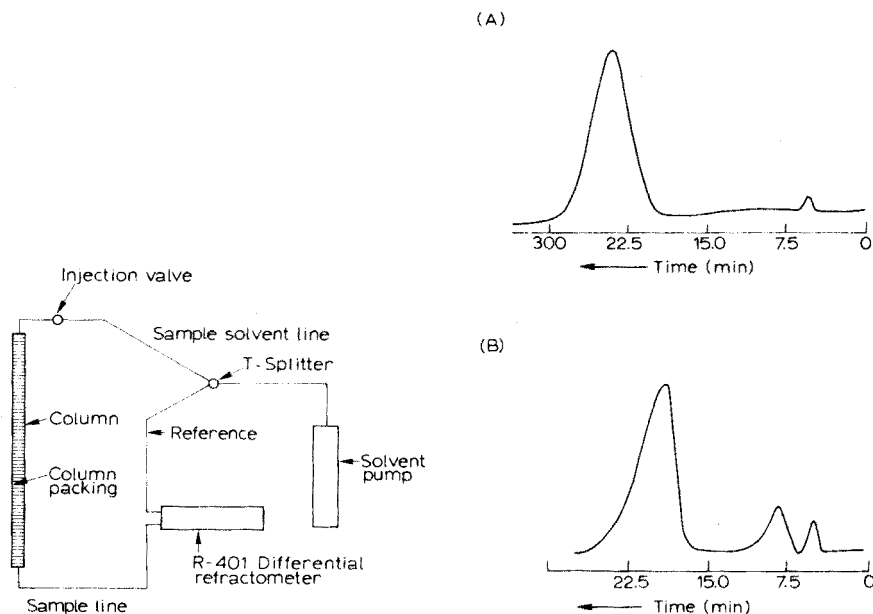 Injection valve
Sample solvent line
T-Splitter
Column
Reference
Column
packing
Solvent
pump
R-401 Differential
refractometer
Sample line
(A)
300 22.5 15.0 7.5 0
Time (min)
(B)
22.5 15.0 7.5 0
Time (min)